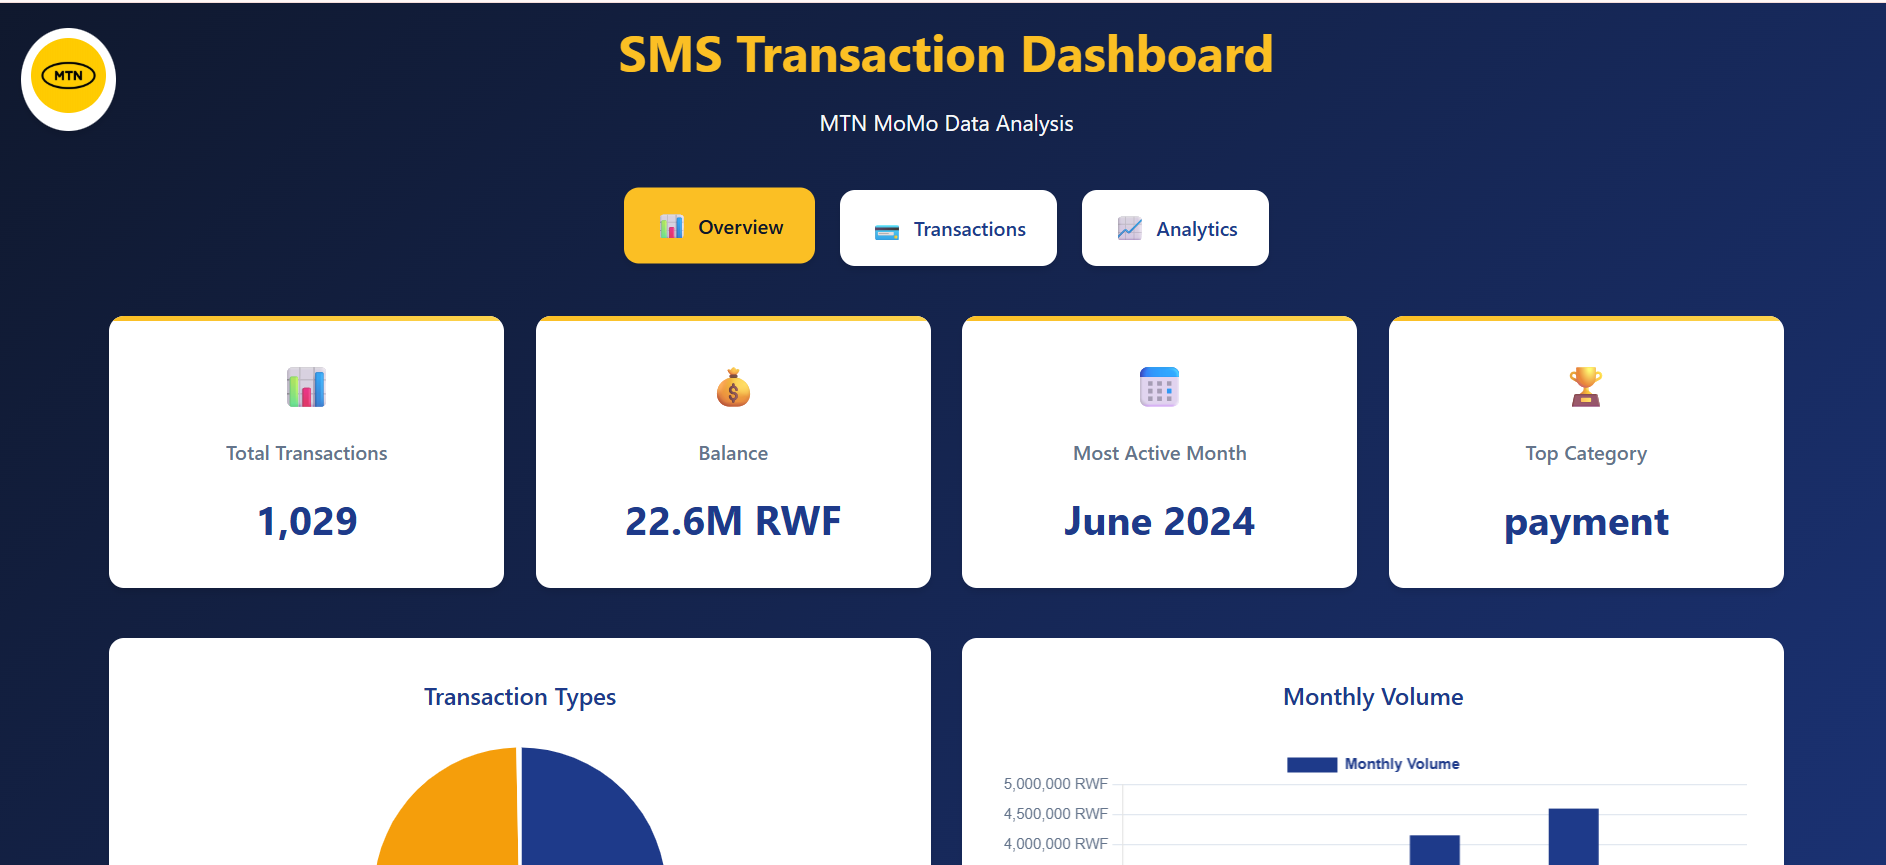 MTN
SMS Transaction Dashboard
MTN MoMo Data Analysis
Overview
Transactions
Analytics
Total Transactions
1,029
Balance
22.6M RWF
Most Active Month
June 2024
Top Category
payment
Transaction Types
Monthly Volume
Monthly Volume
5,000,000 RWF
4,500,000 RWF
4,000,000 RWF